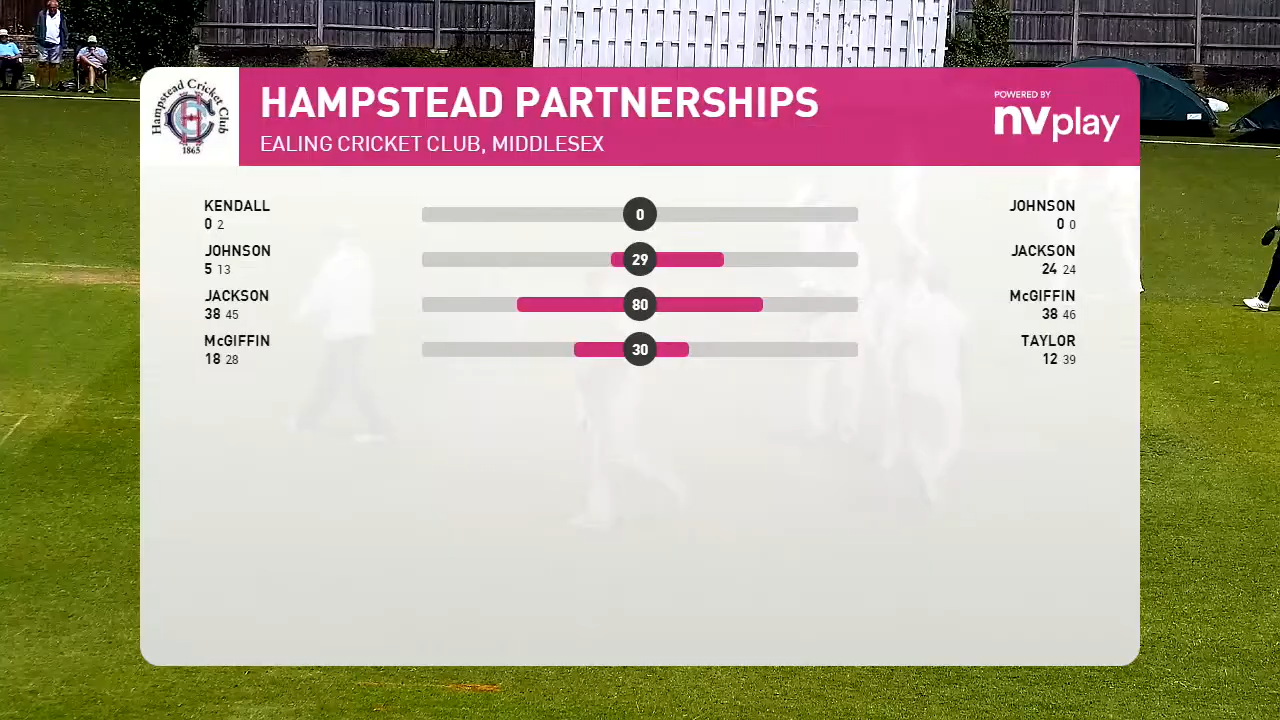 Hampstead Cricket Club
1865
HAMPSTEAD PARTNERSHIPS
EALING CRICKET CLUB, MIDDLESEX
POWERED BY
nvplay
KENDALL
0 2
0
JOHNSON
0 0
JOHNSON
5 13
29
JACKSON
24 24
JACKSON
38 45
80
McGIFFIN
38 46
McGIFFIN
18 28
30
TAYLOR
12 39